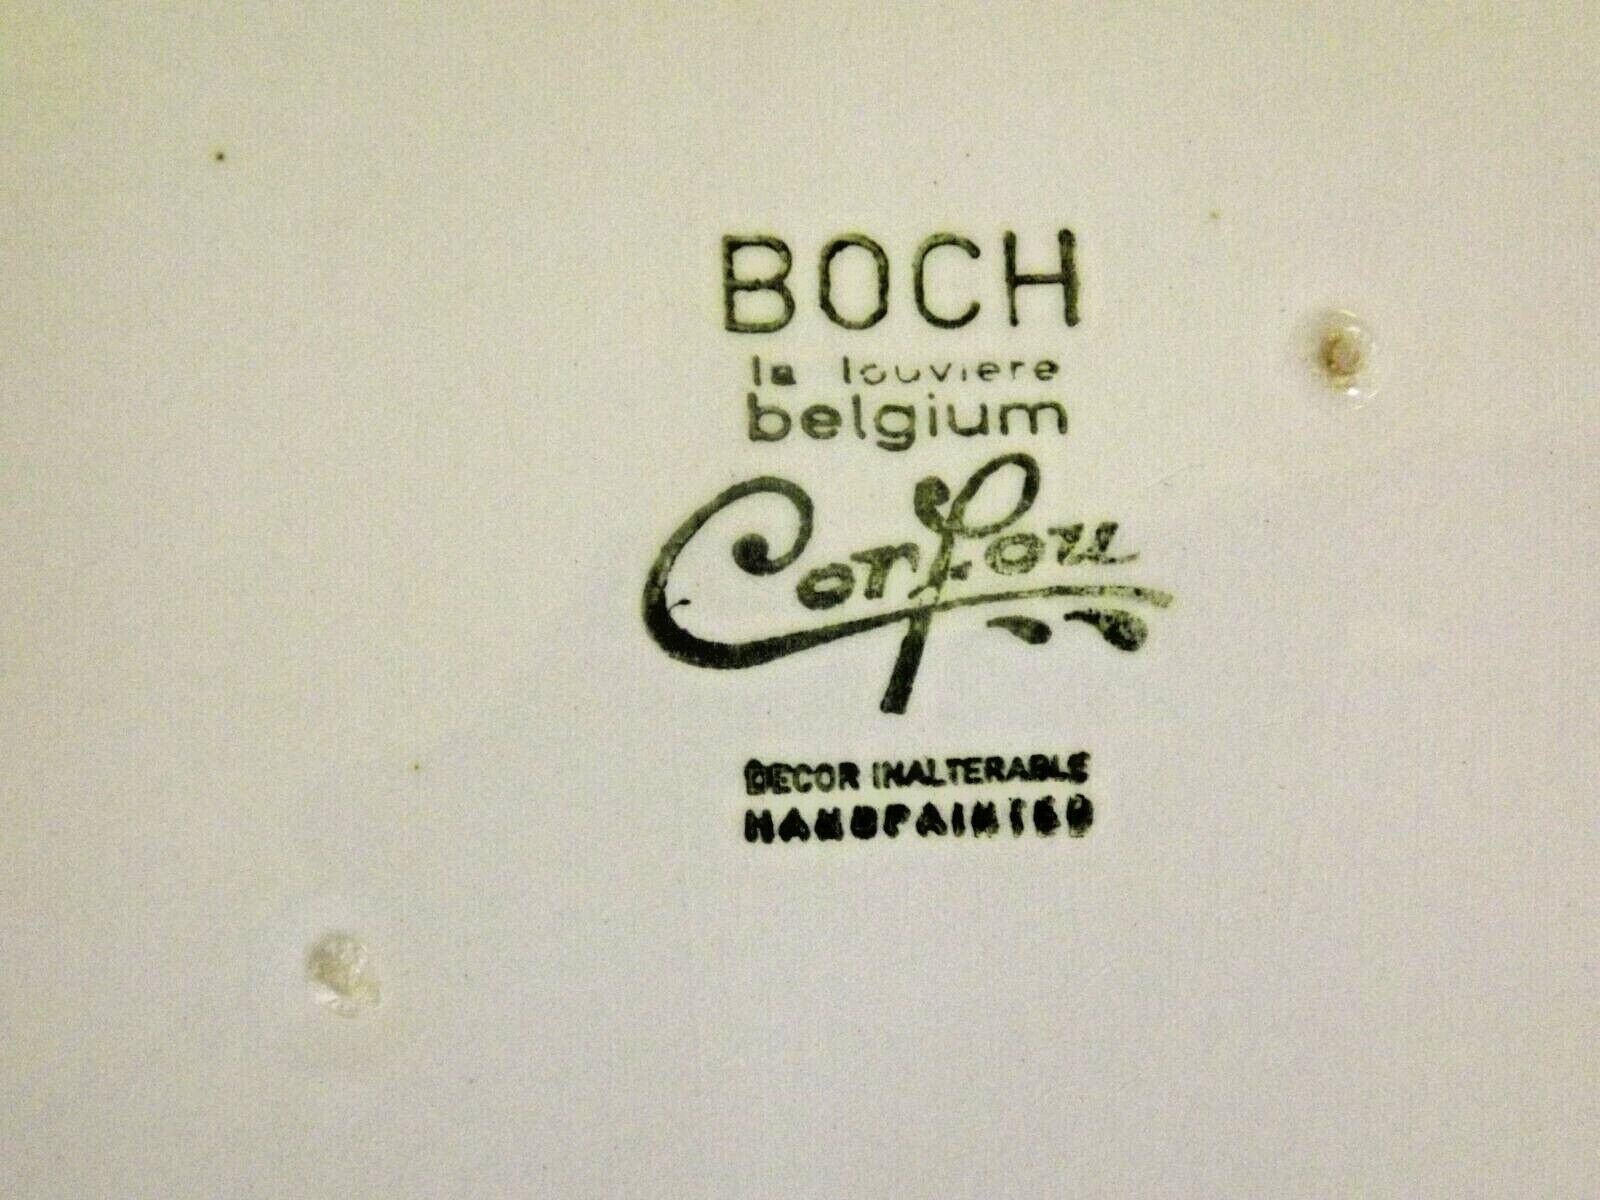 BOCH
la louviere
belgium
Corfou
DECOR INALTERABLE
HANDPAINTED